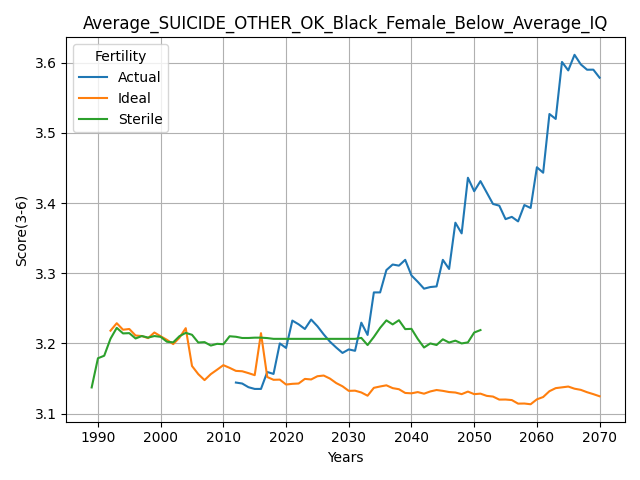 Average_SUICIDE_OTHER_OK_Black_Female_Below_Average_IQ
Fertility
Actual
Ideal
Sterile
Score(3-6)
3.6
3.5
3.4
3.3
3.2
3.1
1990 2000 2010 2020 2030 2040 2050 2060 2070
Years